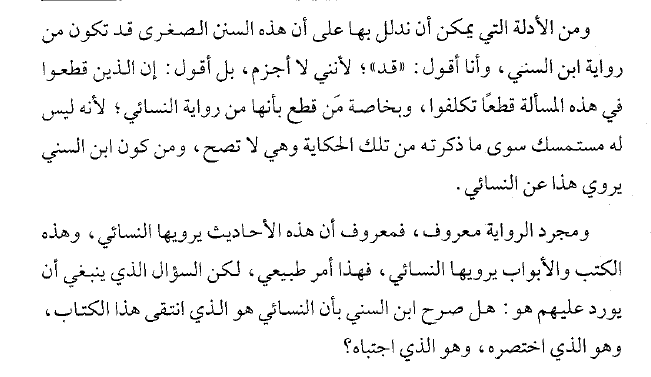 ومن الأدلة التي يمكن أن ندلل بها على أن هذه السنن الصغرى قد تكون من
رواية ابن السني، وأنا أقول: «قد»؛ لأنني لا أجزم، بل أقول: إن الذين قطعوا
في هذه المسألة قطعًا تكلفوا، وبخاصة مَن قطع بأنها من رواية النسائي؛ لأنه ليس
له مستمسك سوى ما ذكرته من تلك الحكاية وهي لا تصح، ومن كون ابن السني
يروي هذا عن النسائي.
ومجرد الرواية معروف، فمعروف أن هذه الأحاديث يرويها النسائي، وهذه
الكتب والأبواب يرويها النسائي، فهذا أمر طبيعي، لكن السؤال الذي ينبغي أن
يورد عليهم هو: هل صرح ابن السني بأن النسائي هو الذي انتقى هذا الكتاب،
وهو الذي اختصره، وهو الذي اجتباه؟